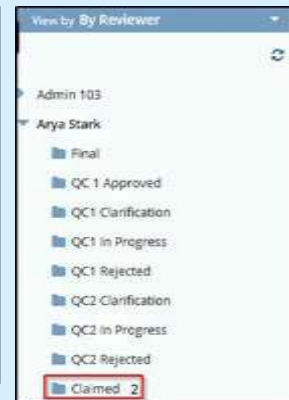 View by By Reviewer
Admin 103
Arya Stark
Final
QC 1 Approved
QC1 Clarification
QC1 In Progress
QC1 Rejected
QC2 Clarification
QC2 In Progress
QC2 Rejected
Claimed 2